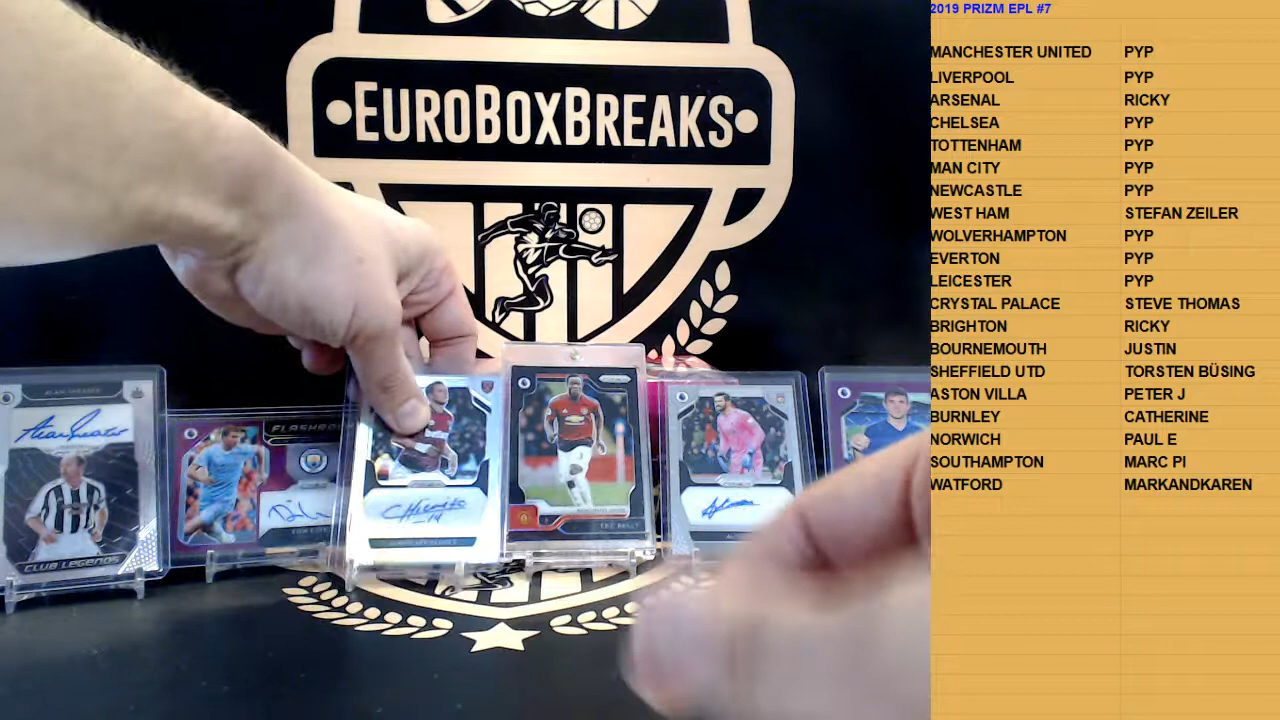 EUROBOXBREAKS
ALAN SHEARER
CLUB LEGENDS
2019 PRIZM EPL #7
MANCHESTER UNITED PYP
LIVERPOOL PYP
ARSENAL RICKY
CHELSEA PYP
TOTTENHAM PYP
MAN CITY PYP
NEWCASTLE PYP
WEST HAM STEFAN ZEILER
WOLVERHAMPTON PYP
EVERTON PYP
LEICESTER PYP
CRYSTAL PALACE STEVE THOMAS
BRIGHTON RICKY
BOURNEMOUTH JUSTIN
SHEFFIELD UTD TORSTEN BÜSING
ASTON VILLA PETER J
BURNLEY CATHERINE
NORWICH PAUL E
SOUTHAMPTON MARC PI
WATFORD MARKANDKAREN